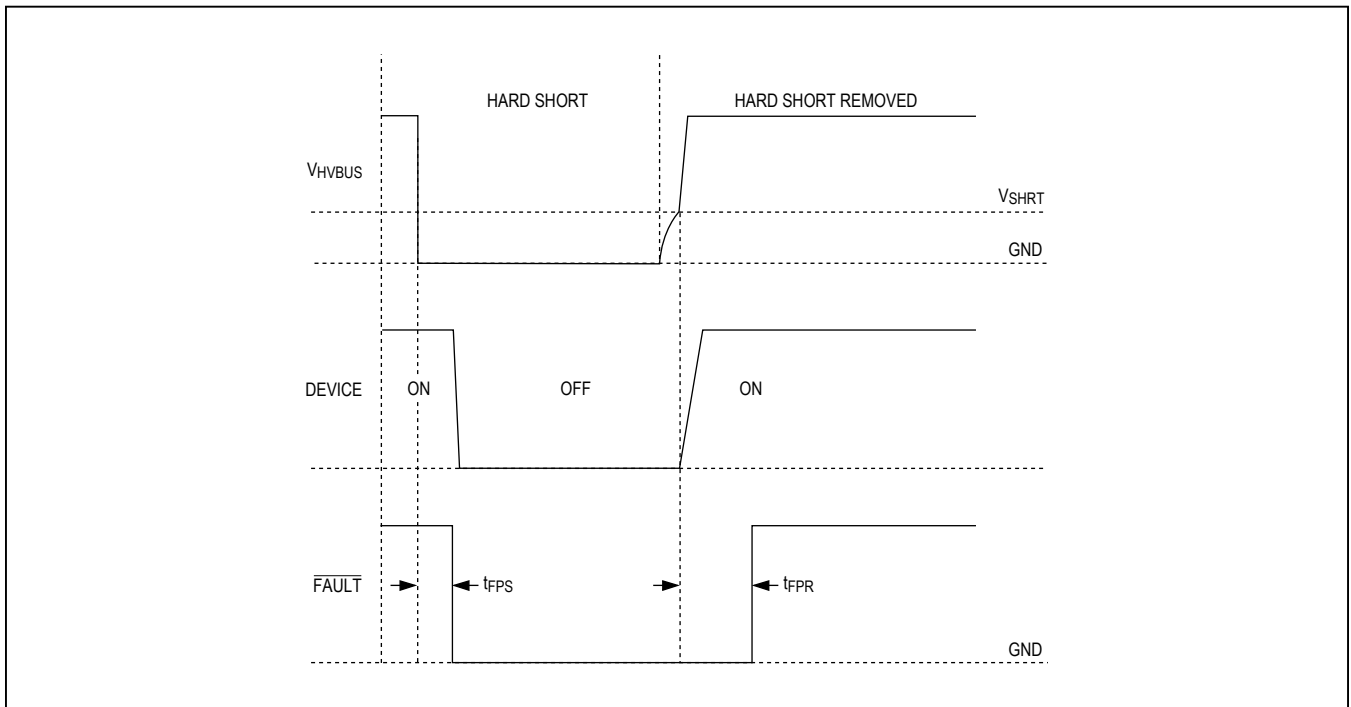 HARD SHORT
HARD SHORT REMOVED
VHVBUS
VSHRT
GND
DEVICE
ON
OFF
ON
FAULT
tFPS
tFPR
GND